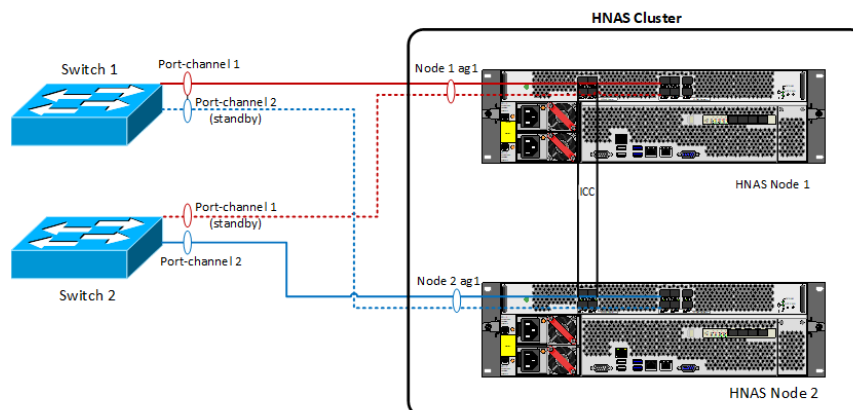 HNAS Cluster
Port-channel 1
Node 1 ag1
Switch 1
Port-channel 2
(standby)
HNAS Node 1
ICC
Port-channel 1
(standby)
Port-channel 2
Node 2 ag1
Switch 2
HNAS Node 2